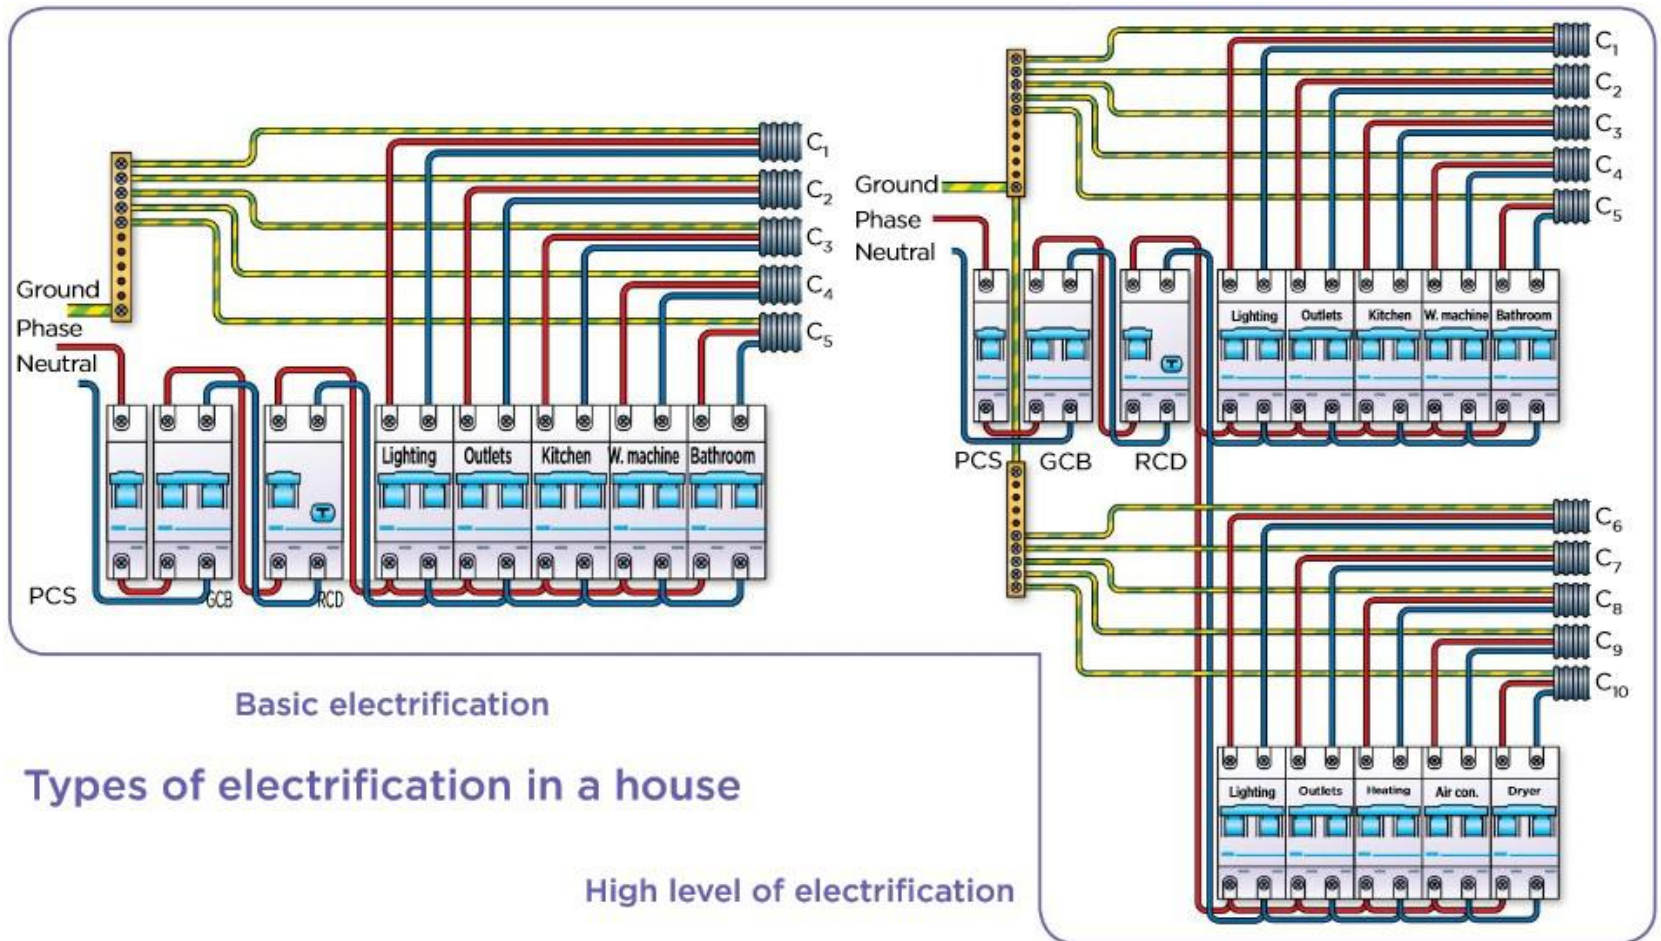 C1
C2
C3
C4
C5
Ground
Phase
Neutral
Lighting Outlets Kitchen W. machine Bathroom
PCS GCB RCD
Basic electrification
Types of electrification in a house
High level of electrification
C1
C2
C3
C4
C5
Ground
Phase
Neutral
Lighting Outlets Kitchen W. machine Bathroom
PCS GCB RCD
C6
C7
C8
C9
C10
Lighting Outlets Heating Air con. Dryer